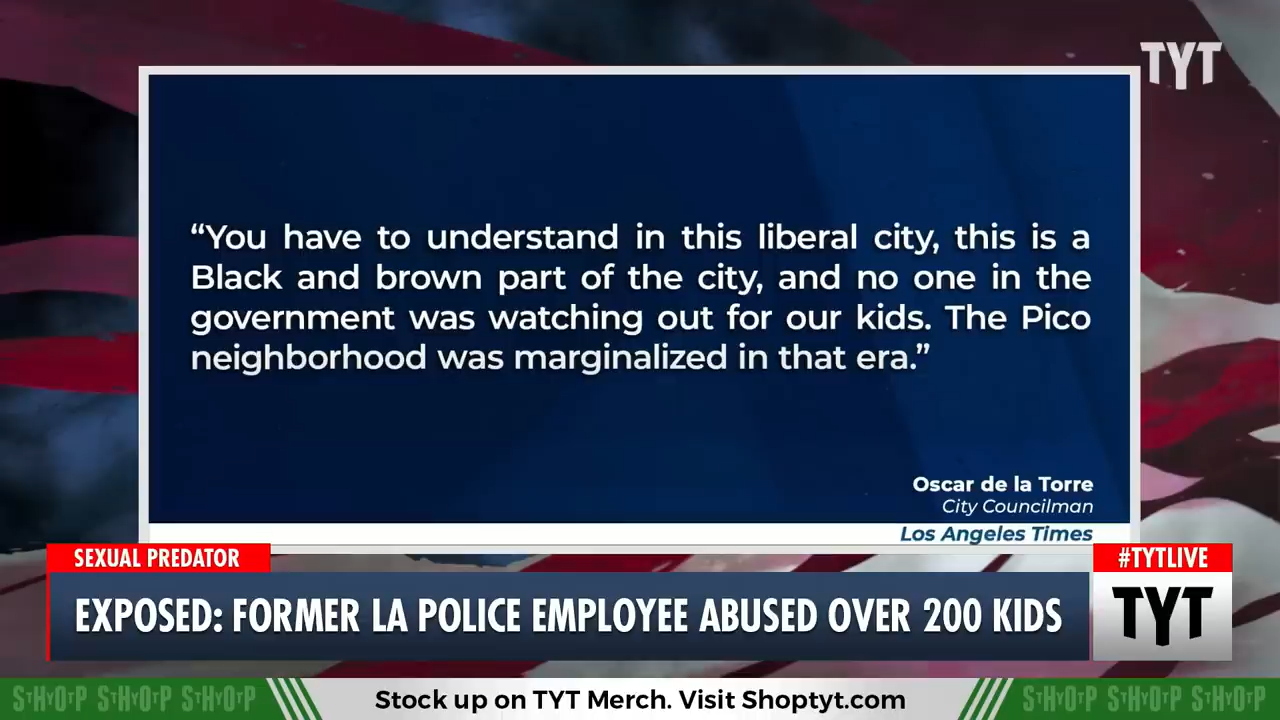 TYT
“You have to understand in this liberal city, this is a
Black and brown part of the city, and no one in the
government was watching out for our kids. The Pico
neighborhood was marginalized in that era.”
Oscar de la Torre
City Councilman
Los Angeles Times
SEXUAL PREDATOR
#TYTLIVE
EXPOSED: FORMER LA POLICE EMPLOYEE ABUSED OVER 200 KIDS
TYT
Stock up on TYT Merch. Visit Shoptyt.com